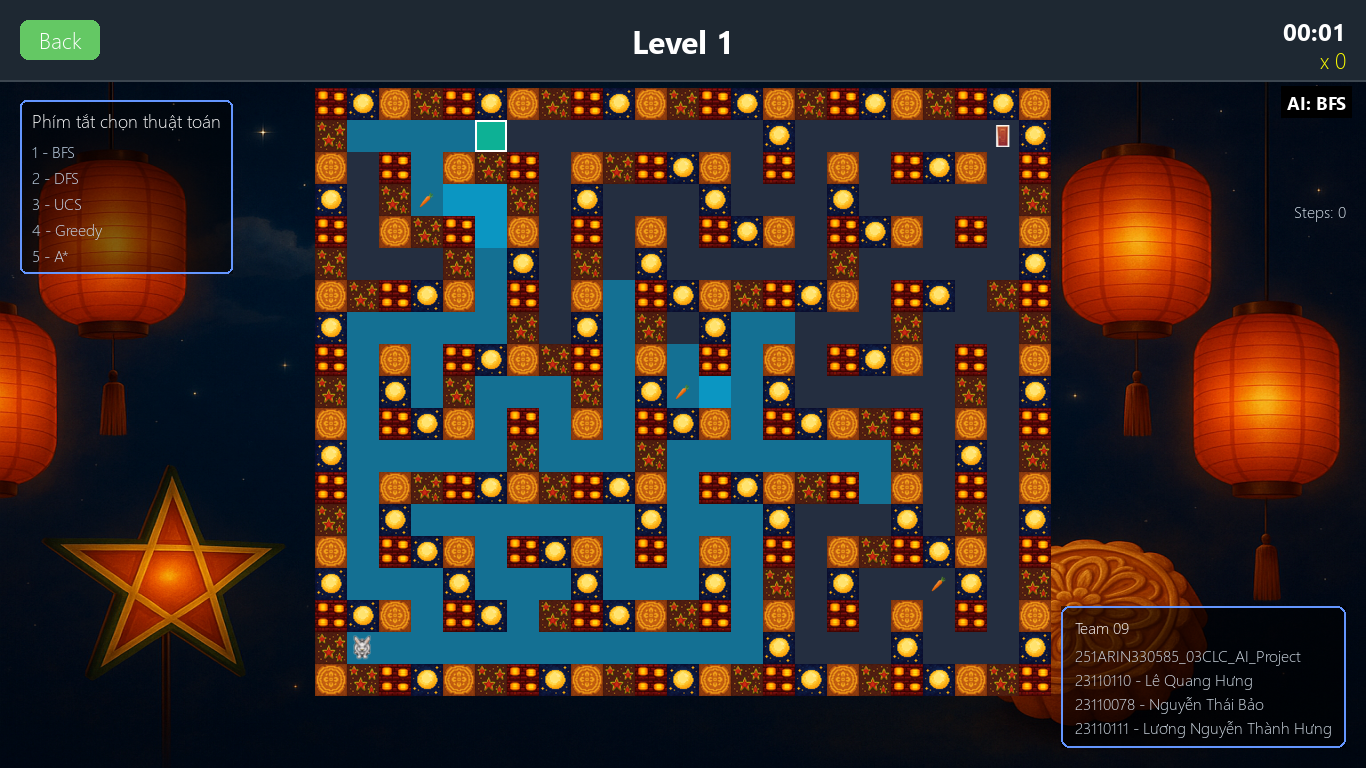 Back
Level 1
00:01
x 0
Phím tắt chọn thuật toán
1 - BFS
2 - DFS
3 - UCS
4 - Greedy
5 - A*
AI: BFS
Steps: 0
Team 09
251ARIN330585_03CLC_AI_Project
23110110 - Lê Quang Hưng
23110078 - Nguyễn Thái Bảo
23110111 - Lương Nguyễn Thành Hưng